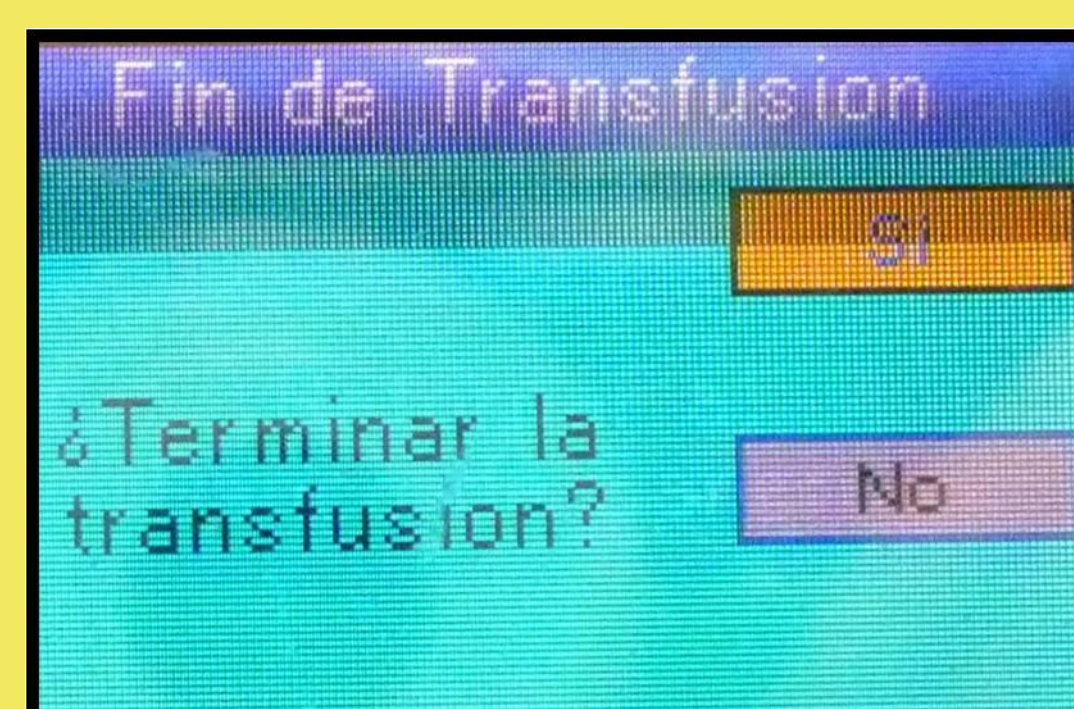 Fin de Transfusion
Sí
¿Terminar la
transfusion?
No